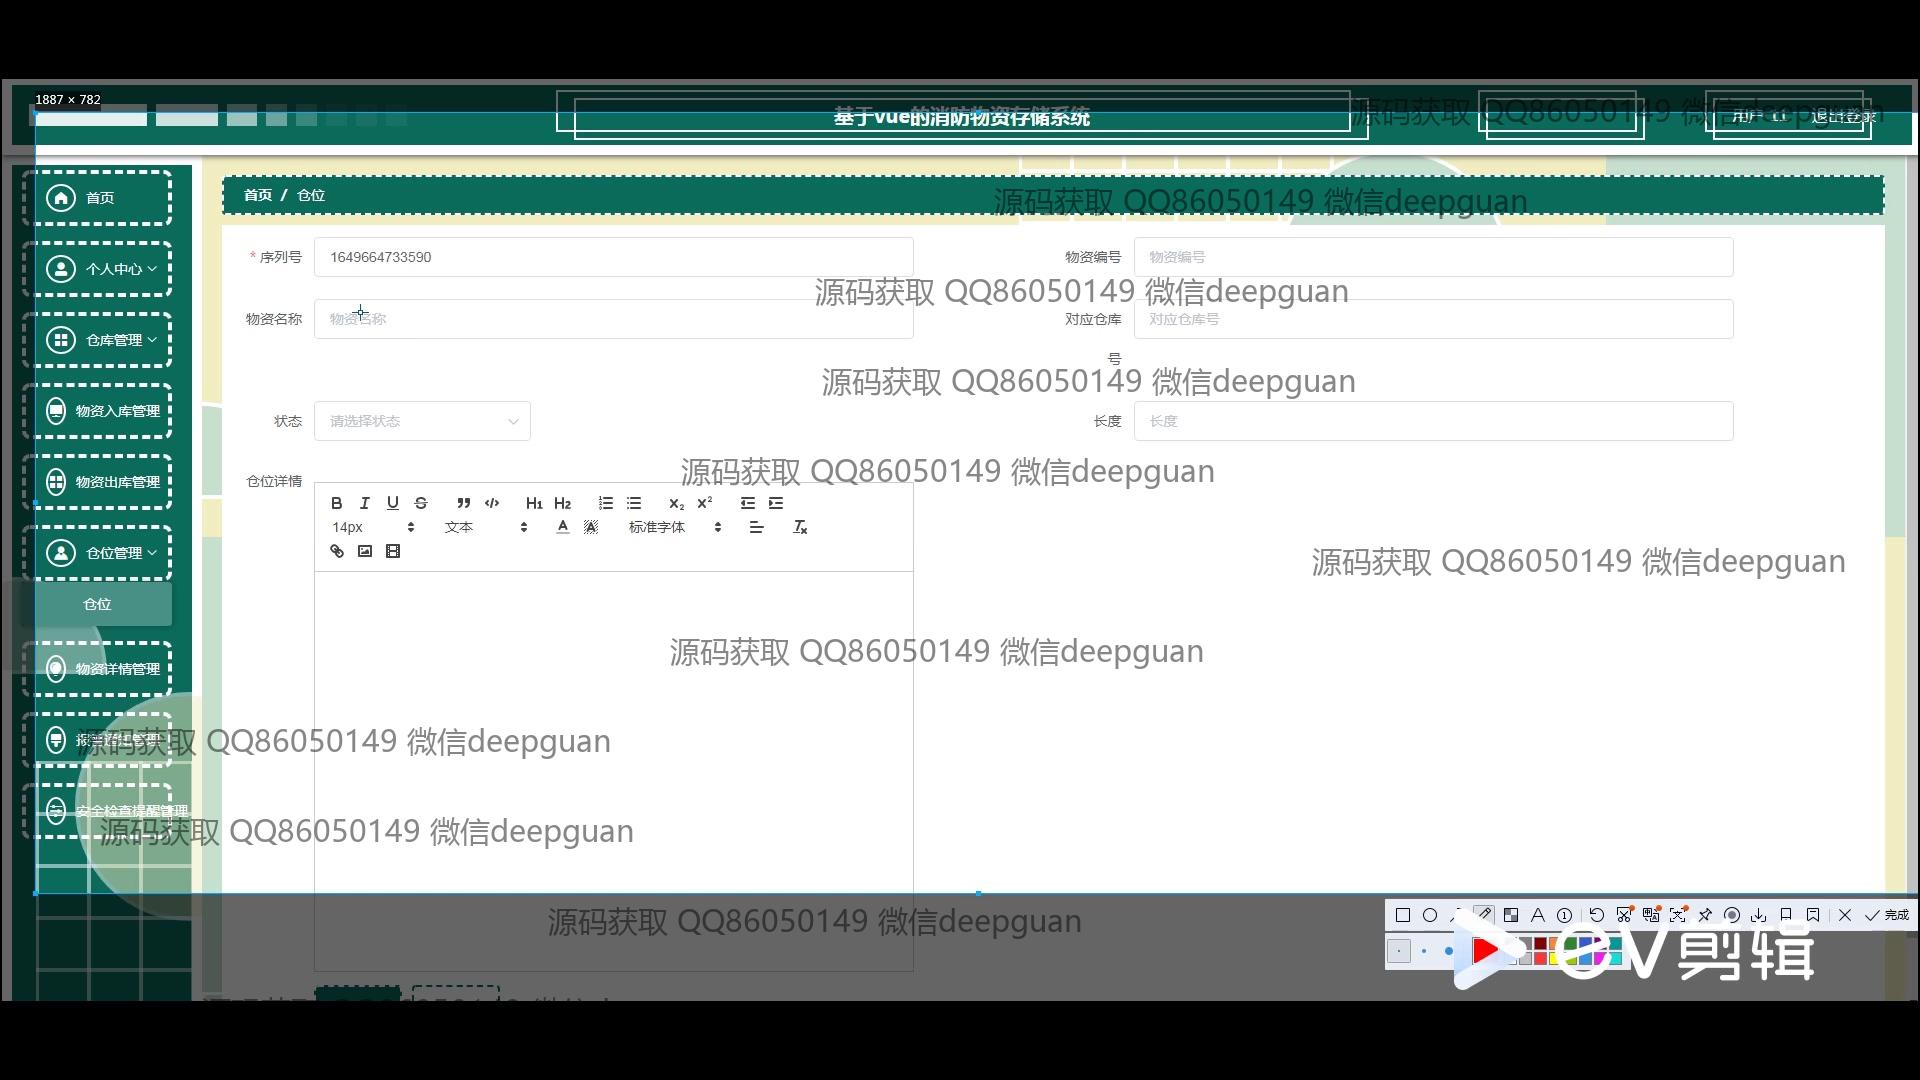 1887 × 782
基于vue的消防物资存储系统
源码获取 QQ86050149 微信deepguan
退出登录
首页
个人中心
仓库管理
物资入库管理
物资出库管理
仓位管理
仓位
物资详情管理
安全检查提醒管理
首页 / 仓位
源码获取 QQ86050149 微信deepguan
* 序列号 1649664733590
物资编号 物资编号
源码获取 QQ86050149 微信deepguan
物资名称 物资名称
对应仓库号 对应仓库号
源码获取 QQ86050149 微信deepguan
状态 请选择状态
长度 长度
源码获取 QQ86050149 微信deepguan
仓位详情
B I U S ” </> H1 H2 X₂ X²
14px 文本 A A 标准字体
源码获取 QQ86050149 微信deepguan
源码获取 QQ86050149 微信deepguan
源码获取 QQ86050149 微信deepguan
源码获取 QQ86050149 微信deepguan
源码获取 QQ86050149 微信deepguan
完成
eV剪辑